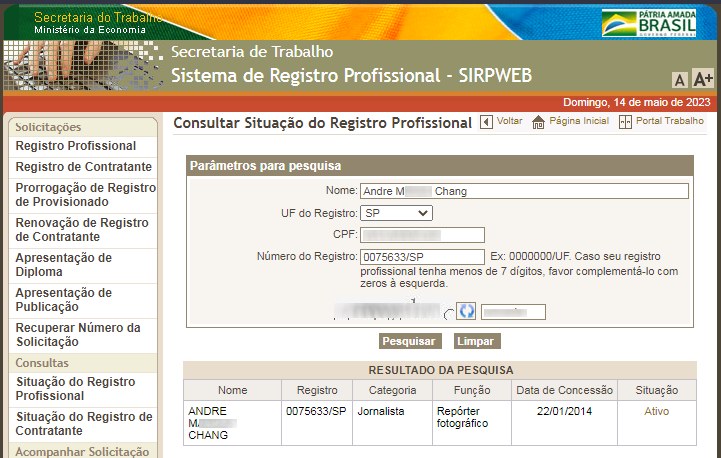 Secretaria do Trabalho
Ministério da Economia
PÁTRIA AMADA
BRASIL
GOVERNO FEDERAL
Secretaria de Trabalho
Sistema de Registro Profissional - SIRPWEB
A A+
Domingo, 14 de maio de 2023
Solicitações
Registro Profissional
Registro de Contratante
Prorrogação de Registro
de Provisionado
Renovação de Registro
de Contratante
Apresentação de
Diploma
Apresentação de
Publicação
Recuperar Número da
Solicitação
Consultas
Situação do Registro
Profissional
Situação do Registro de
Contratante
Acompanhar Solicitação
Consultar Situação do Registro Profissional Voltar Página Inicial Portal Trabalho
Parâmetros para pesquisa
Nome: Andre M Chang
UF do Registro: SP
CPF:
Número do Registro: 0075633/SP Ex: 0000000/UF. Caso seu registro
profissional tenha menos de 7 dígitos, favor complementá-lo com
zeros à esquerda.
Pesquisar Limpar
RESULTADO DA PESQUISA
Nome Registro Categoria Função Data de Concessão Situação
ANDRE 0075633/SP Jornalista Repórter 22/01/2014 Ativo
M fotográfico
CHANG